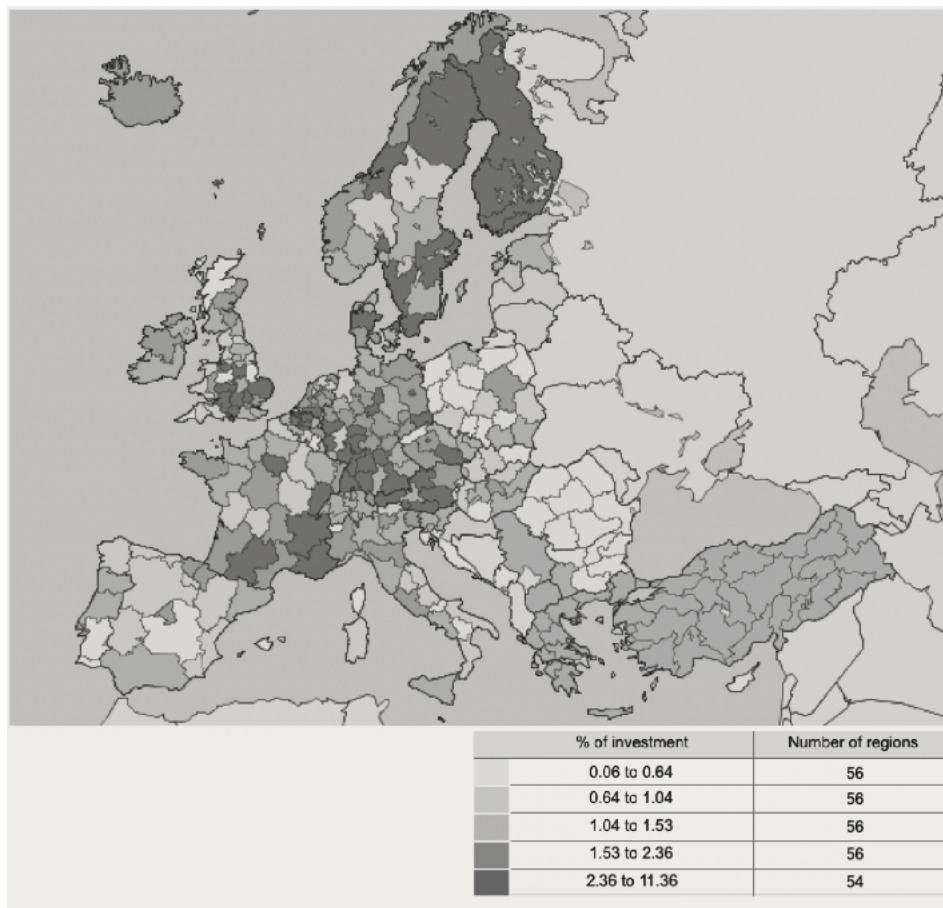 % of investment Number of regions
0.06 to 0.64 56
0.64 to 1.04 56
1.04 to 1.53 56
1.53 to 2.36 56
2.36 to 11.36 54